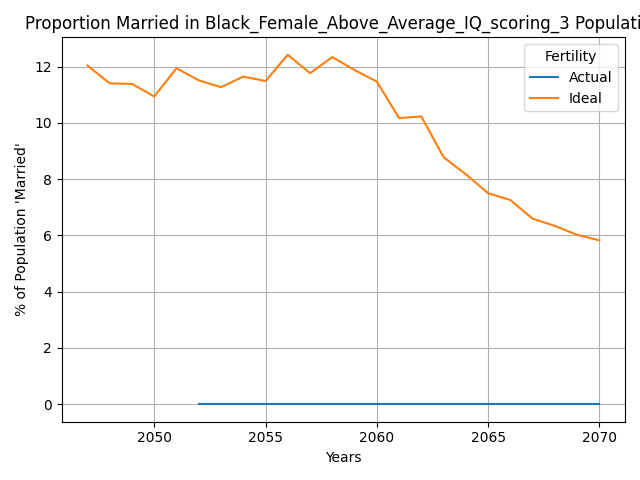 Proportion Married in Black_Female_Above_Average_IQ_scoring_3 Populati
Fertility
Actual
Ideal
12
10
8
6
4
2
0
% of Population 'Married'
2050 2055 2060 2065 2070
Years